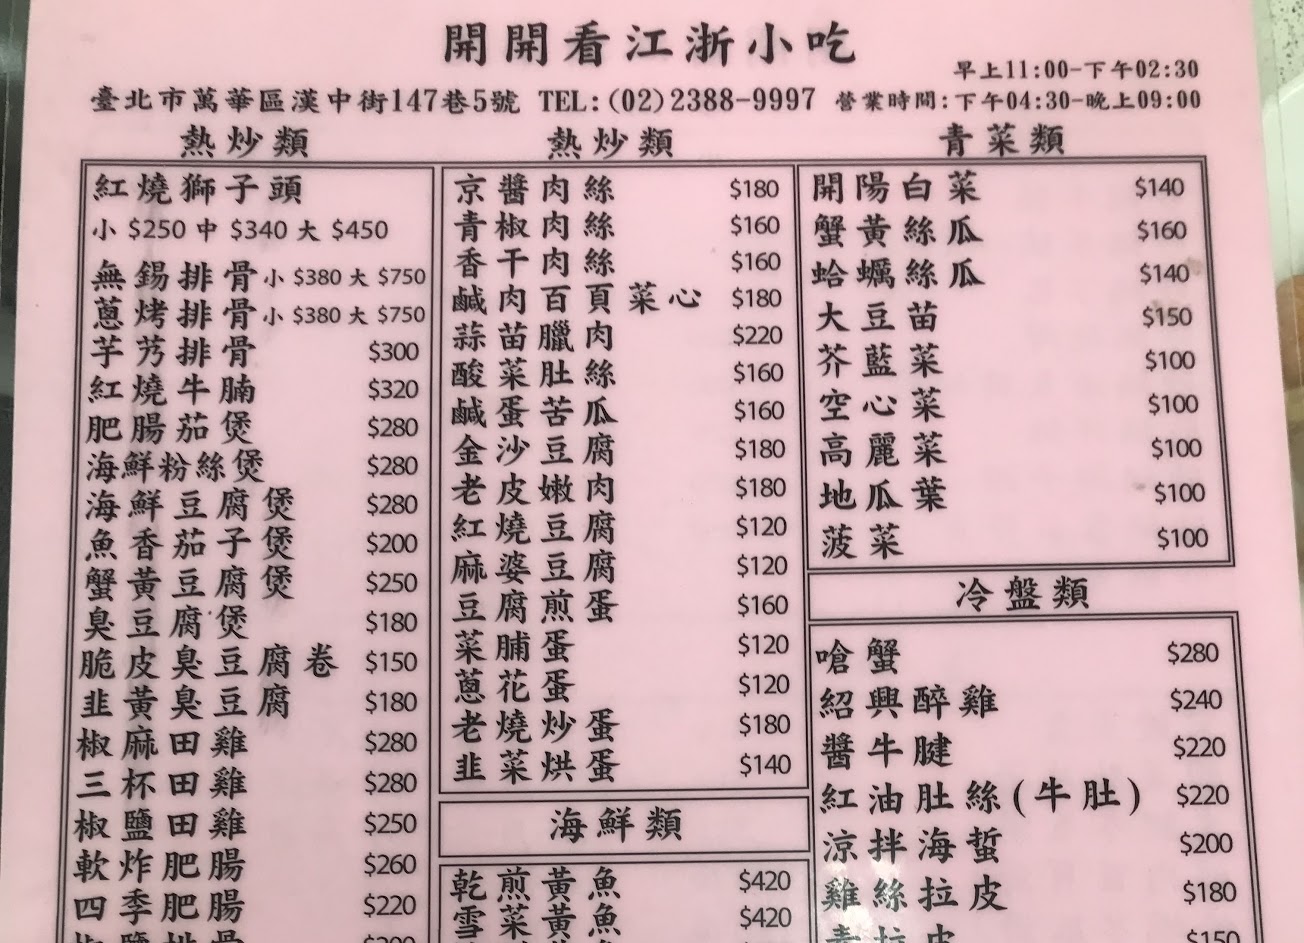 開開看江浙小吃
早上11:00-下午02:30
臺北市萬華區漢中街147巷5號 TEL:(02)2388-9997 營業時間:下午04:30-晚上09:00
熱炒類
紅燒獅子頭
小 $250 中 $340 大 $450
無錫排骨 小 $380 大 $750
蔥烤排骨 小 $380 大 $750
芋艿排骨 $300
紅燒牛腩 $320
肥腸茄煲 $280
海鮮粉絲煲 $280
海鮮豆腐煲 $280
魚香茄子煲 $200
蟹黃豆腐煲 $250
臭豆腐煲 $180
脆皮臭豆腐卷 $150
韭黃臭豆腐 $180
椒麻田雞 $280
三杯田雞 $280
椒鹽田雞 $250
軟炸肥腸 $260
四季肥腸 $220
熱炒類
京醬肉絲 $180
青椒肉絲 $160
香干肉絲 $160
鹹肉百頁菜心 $180
蒜苗臘肉 $220
酸菜肚絲 $160
鹹蛋苦瓜 $160
金沙豆腐 $180
老皮嫩肉 $180
紅燒豆腐 $120
麻婆豆腐 $120
豆腐煎蛋 $160
菜脯蛋 $120
蔥花蛋 $120
老燒炒蛋 $180
韭菜烘蛋 $140
海鮮類
乾煎黃魚 $420
雪菜黃魚 $420
青菜類
開陽白菜 $140
蟹黃絲瓜 $160
蛤蠣絲瓜 $140
大豆苗 $150
芥藍菜 $100
空心菜 $100
高麗菜 $100
地瓜葉 $100
菠菜 $100
冷盤類
嗆蟹 $280
紹興醉雞 $240
醬牛腱 $220
紅油肚絲(牛肚) $220
涼拌海蜇 $200
雞絲拉皮 $180
$150